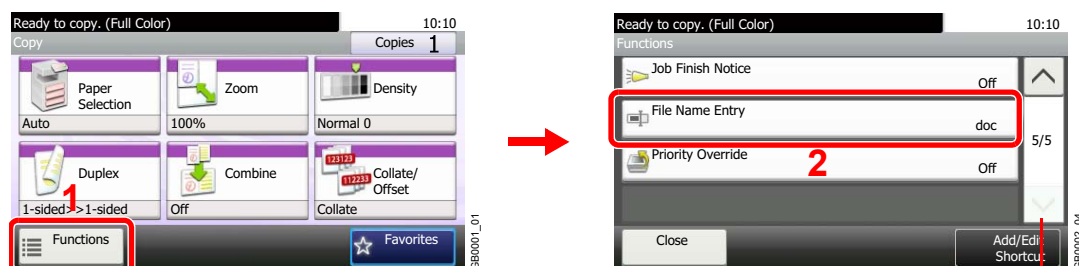 Ready to copy. (Full Color)
10:10
Copy
Copies 1
Paper
Selection
Auto
Zoom
100%
Density
Normal 0
Duplex
1-sided>>1-sided
Combine
Off
123123
112233
Collate/
Offset
Collate
1
Functions
Favorites
GB0001_01
Ready to copy. (Full Color)
10:10
Functions
Job Finish Notice
Off
File Name Entry
doc
5/5
Priority Override
Off
2
Close
Add/Edit
Shortcut
GB0002_04